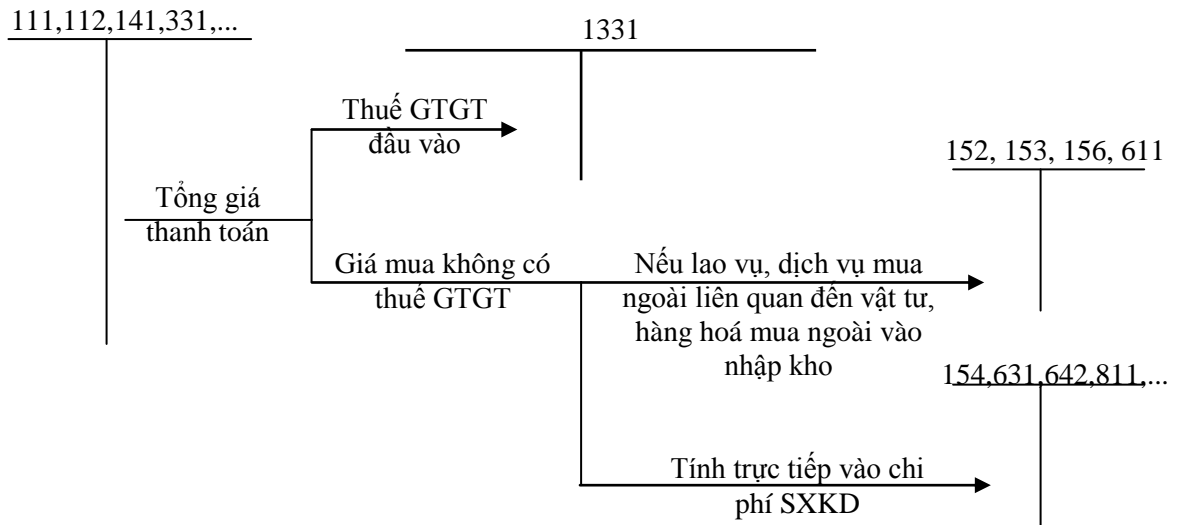 111,112,141,331,...
1331
Thuế GTGT
đầu vào
152, 153, 156, 611
Tổng giá
thanh toán
Giá mua không có
thuế GTGT
Nếu lao vụ, dịch vụ mua
ngoài liên quan đến vật tư,
hàng hoá mua ngoài vào
nhập kho
154,631,642,811,...
Tính trực tiếp vào chi
phí SXKD